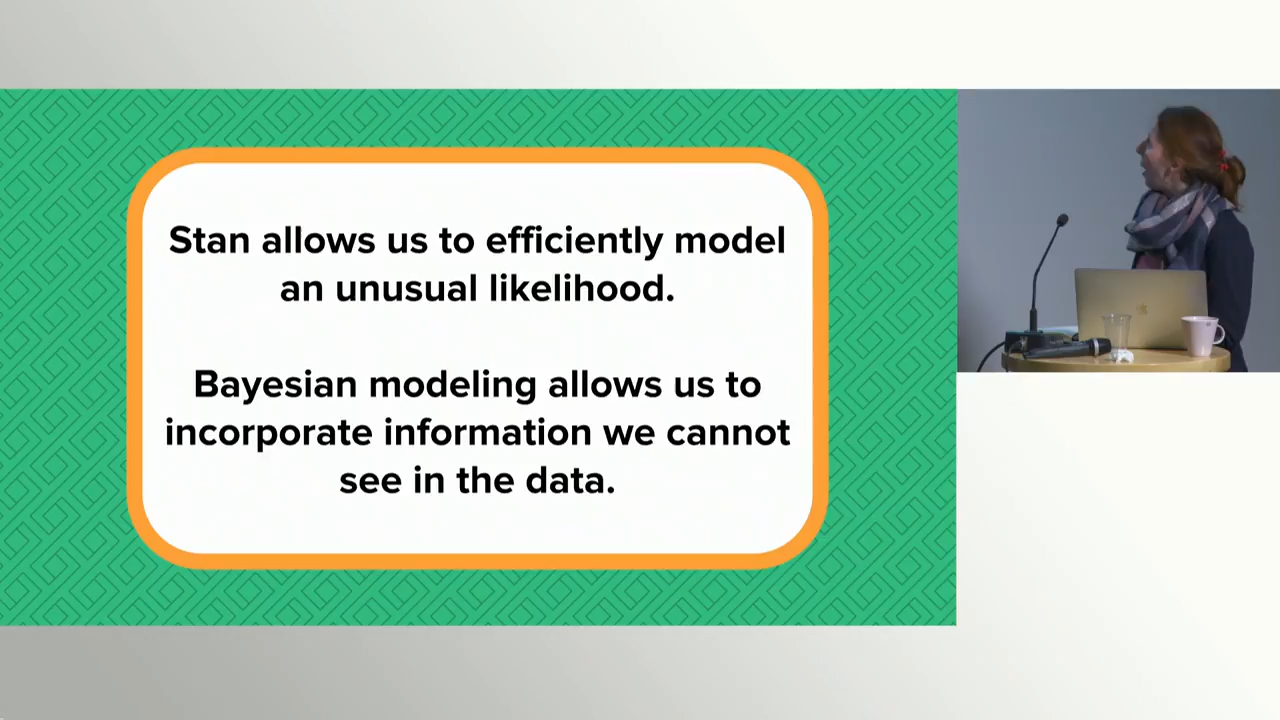 Stan allows us to efficiently model
an unusual likelihood.
Bayesian modeling allows us to
incorporate information we cannot
see in the data.